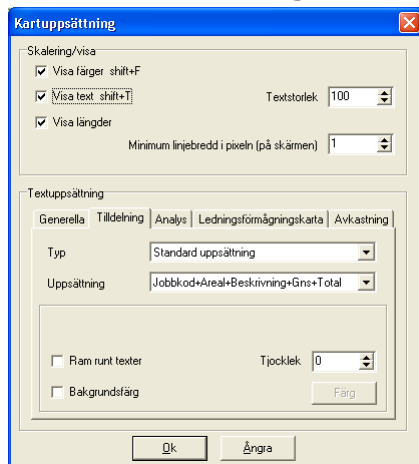 Kartuppsättning
Skalering/visa
Visa färger shift+F
Visa text shift+T
Textstorlek 100
Visa längder
Minimum linjebredd i pixeln (på skärmen) 1
Textuppsättning
Generella Tilldelning Analys Ledningsförmågningskarta Avkastning
Typ Standard uppsättning
Uppsättning Jobbkod+Areal+Beskrivning+Gns+Total
Ram runt texter Tjocklek 0
Bakgrundsfärg Färg
Ok Ångra